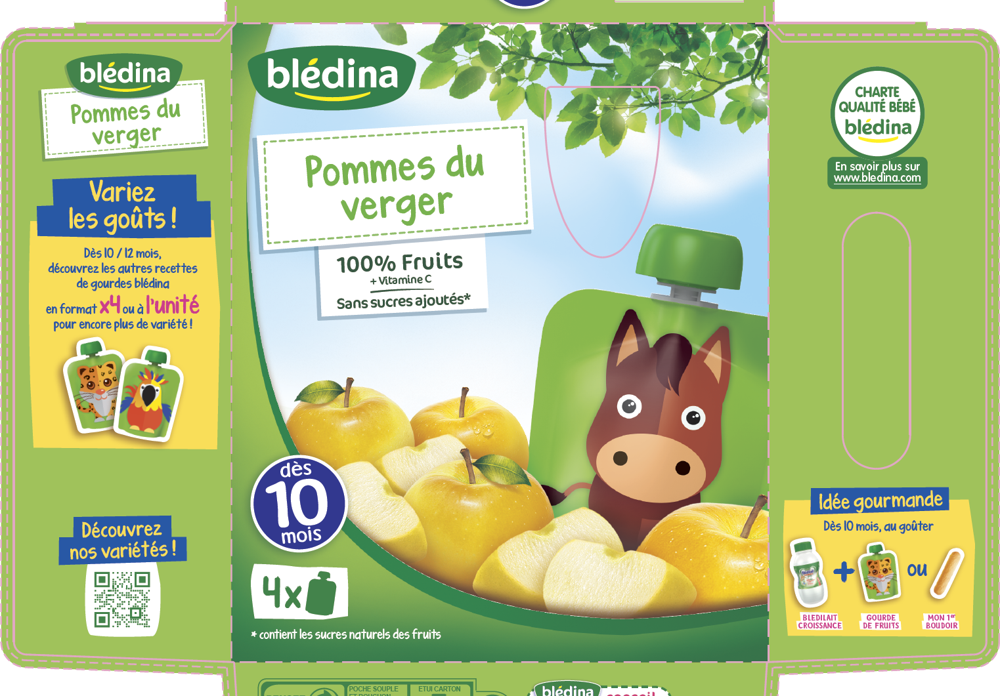 blédina
Pommes du
verger
Variez
les goûts !
Dès 10 / 12 mois,
découvrez les autres recettes
de gourdes blédina
en format x4 ou à l'unité
pour encore plus de variété !
Découvrez
nos variétés !
blédina
Pommes du
verger
100% Fruits
+ Vitamine C
Sans sucres ajoutés*
dès
10
mois
4x
* contient les sucres naturels des fruits
CHARTE
QUALITÉ BÉBÉ
blédina
En savoir plus sur
www.bledina.com
Idée gourmande
Dès 10 mois, au goûter
+
ou
BLEDILAIT
CROISSANCE
GOURDE
DE FRUITS
MON 1er
BOUDOIR
POCHE SOUPLE
ETUI CARTON
blédina